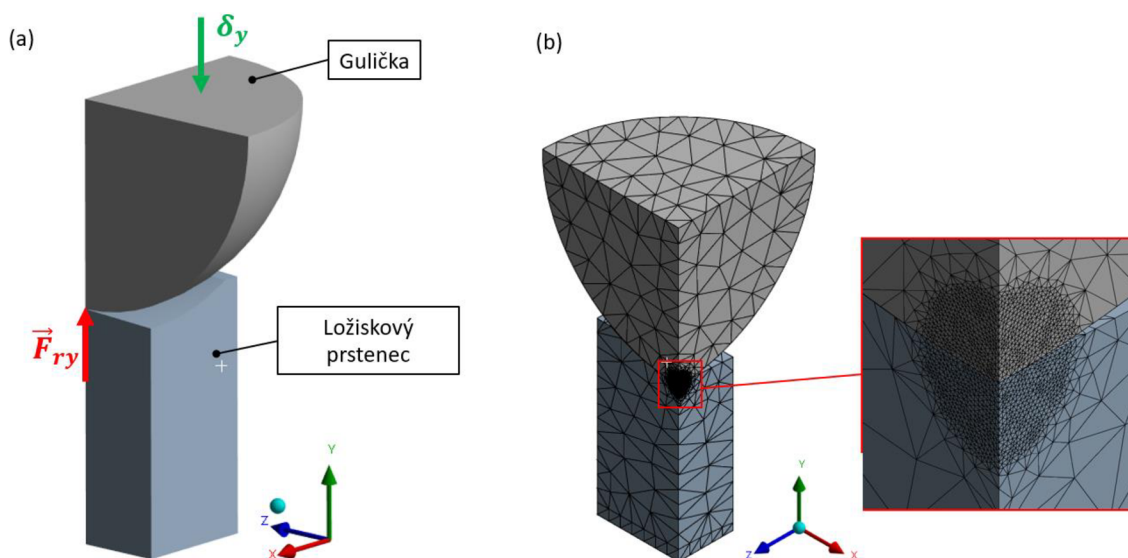 (a)
δy
Gulička
F⃗ry
Ložiskový
prstenec
Y
Z
X
(b)
Y
Z
X